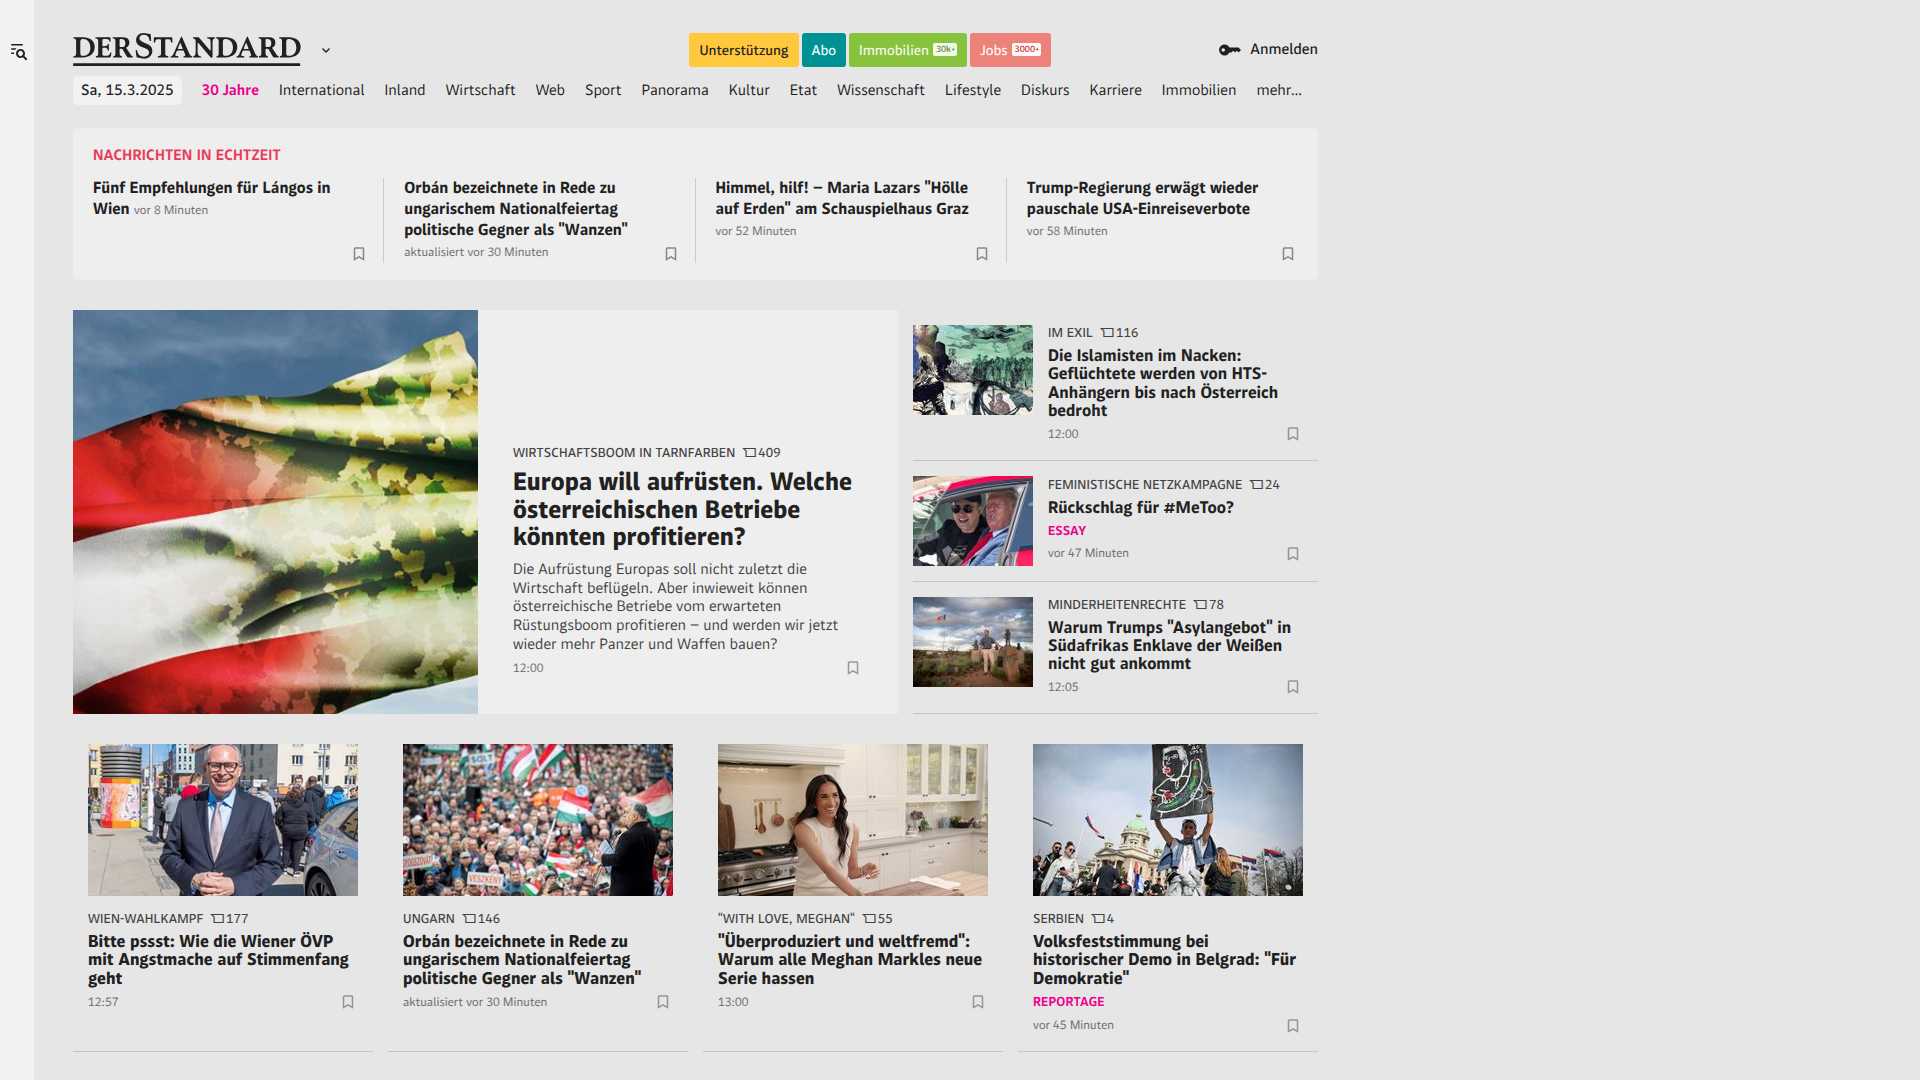 DERSTANDARD
Unterstützung
Abo
Immobilien 30k+
Jobs 3000+
Anmelden
Sa, 15.3.2025
30 Jahre
International
Inland
Wirtschaft
Web
Sport
Panorama
Kultur
Etat
Wissenschaft
Lifestyle
Diskurs
Karriere
Immobilien
mehr...
NACHRICHTEN IN ECHTZEIT
Fünf Empfehlungen für Lángos in
Wien vor 8 Minuten
Orbán bezeichnete in Rede zu
ungarischem Nationalfeiertag
politische Gegner als "Wanzen"
aktualisiert vor 30 Minuten
Himmel, hilf! – Maria Lazars "Hölle
auf Erden" am Schauspielhaus Graz
vor 52 Minuten
Trump-Regierung erwägt wieder
pauschale USA-Einreiseverbote
vor 58 Minuten
WIRTSCHAFTSBOOM IN TARNFARBEN 409
Europa will aufrüsten. Welche
österreichischen Betriebe
könnten profitieren?
Die Aufrüstung Europas soll nicht zuletzt die
Wirtschaft beflügeln. Aber inwieweit können
österreichische Betriebe vom erwarteten
Rüstungsboom profitieren – und werden wir jetzt
wieder mehr Panzer und Waffen bauen?
12:00
IM EXIL 116
Die Islamisten im Nacken:
Geflüchtete werden von HTS-
Anhängern bis nach Österreich
bedroht
12:00
FEMINISTISCHE NETZKAMPAGNE 24
Rückschlag für #MeToo?
ESSAY
vor 47 Minuten
MINDERHEITENRECHTE 78
Warum Trumps "Asylangebot" in
Südafrikas Enklave der Weißen
nicht gut ankommt
12:05
WIEN-WAHLKAMPF 177
Bitte pssst: Wie die Wiener ÖVP
mit Angstmache auf Stimmenfang
geht
12:57
SOLT
VESZKÉNY
UNGARN 146
Orbán bezeichnete in Rede zu
ungarischem Nationalfeiertag
politische Gegner als "Wanzen"
aktualisiert vor 30 Minuten
"WITH LOVE, MEGHAN" 55
"Überproduziert und weltfremd":
Warum alle Meghan Markles neue
Serie hassen
13:00
SERBIEN 4
Volksfeststimmung bei
historischer Demo in Belgrad: "Für
Demokratie"
REPORTAGE
vor 45 Minuten